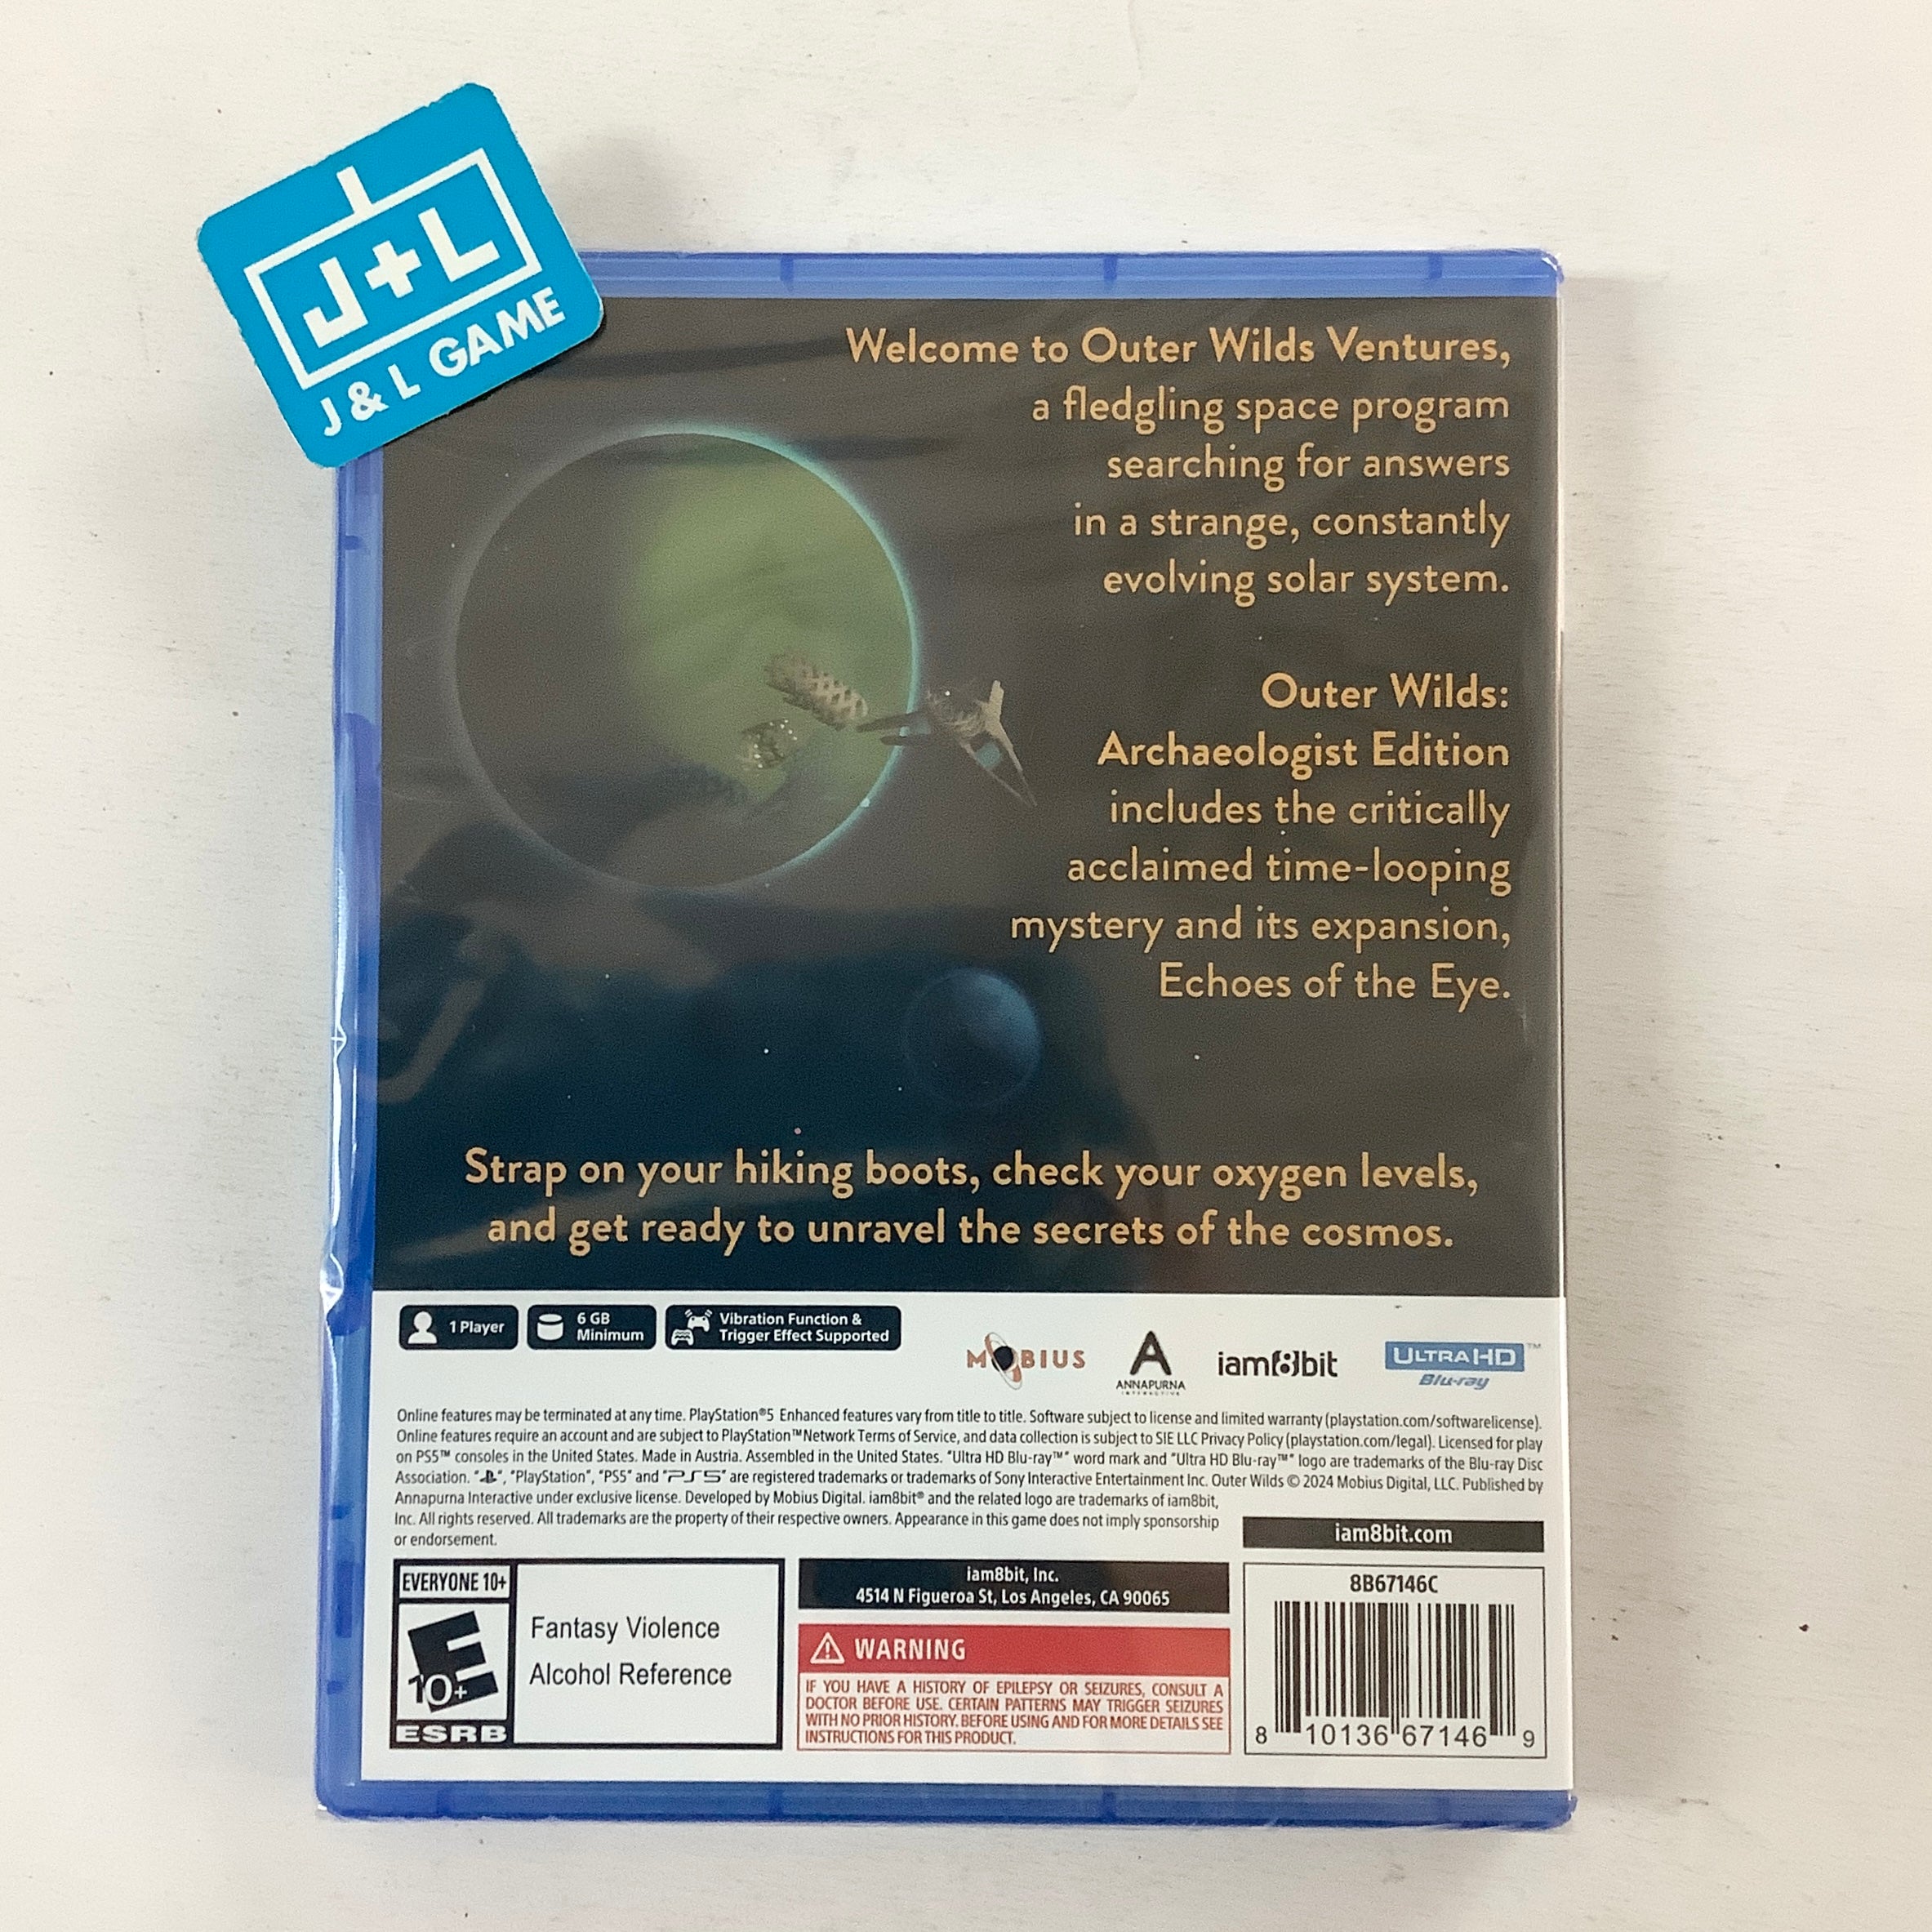 J+L
J & L GAME
Welcome to Outer Wilds Ventures,
a fledgling space program
searching for answers
in a strange, constantly
evolving solar system.
Outer Wilds:
Archaeologist Edition
includes the critically
acclaimed time-looping
mystery and its expansion,
Echoes of the Eye.
Strap on your hiking boots, check your oxygen levels,
and get ready to unravel the secrets of the cosmos.
1 Player
6 GB
Minimum
Vibration Function &
Trigger Effect Supported
MOBIUS
ANNAPURNA
INTERACTIVE
iam8bit
ULTRA HD™
Blu-ray
Online features may be terminated at any time. PlayStation®5 Enhanced features vary from title to title. Software subject to license and limited warranty (playstation.com/softwarelicense).
Online features require an account and are subject to PlayStation™Network Terms of Service, and data collection is subject to SIE LLC Privacy Policy (playstation.com/legal). Licensed for play
on PS5™ consoles in the United States. Made in Austria. Assembled in the United States. "Ultra HD Blu-ray™" word mark and "Ultra HD Blu-ray™" logo are trademarks of the Blu-ray Disc
Association. "", "PlayStation", "PS5" and "PS5" are registered trademarks or trademarks of Sony Interactive Entertainment Inc. Outer Wilds © 2024 Mobius Digital, LLC. Published by
Annapurna Interactive under exclusive license. Developed by Mobius Digital. iam8bit® and the related logo are trademarks of iam8bit,
Inc. All rights reserved. All trademarks are the property of their respective owners. Appearance in this game does not imply sponsorship
or endorsement.
iam8bit.com
EVERYONE 10+
E
10+
ESRB
Fantasy Violence
Alcohol Reference
iam8bit, Inc.
4514 N Figueroa St, Los Angeles, CA 90065
WARNING
IF YOU HAVE A HISTORY OF EPILEPSY OR SEIZURES, CONSULT A
DOCTOR BEFORE USE. CERTAIN PATTERNS MAY TRIGGER SEIZURES
WITH NO PRIOR HISTORY. BEFORE USING AND FOR MORE DETAILS SEE
INSTRUCTIONS FOR THIS PRODUCT.
8B67146C
8 10136 67146 9